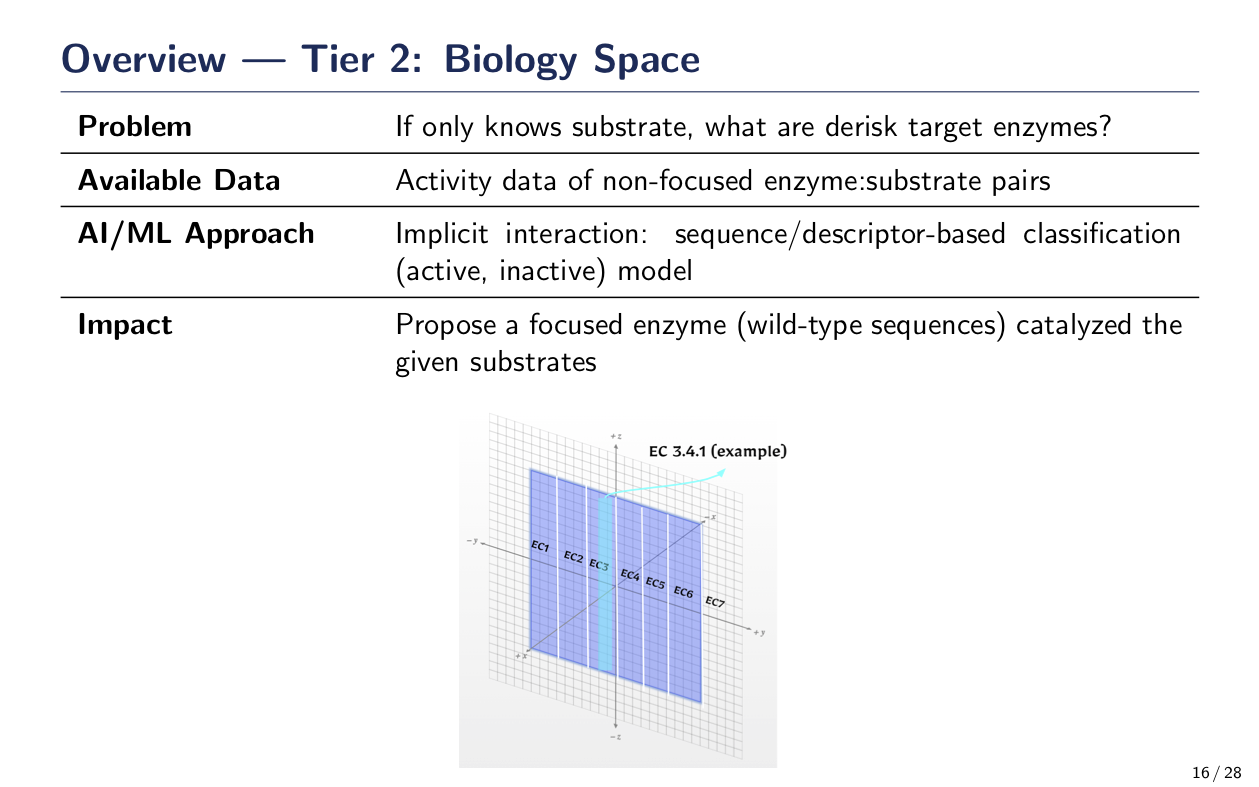 Overview — Tier 2: Biology Space
Problem If only knows substrate, what are derisk target enzymes?
Available Data Activity data of non-focused enzyme:substrate pairs
AI/ML Approach Implicit interaction: sequence/descriptor-based classification
(active, inactive) model
Impact Propose a focused enzyme (wild-type sequences) catalyzed the
given substrates
+z
EC 3.4.1 (example)
-x
-y
EC1
EC2
EC3
EC4
EC5
EC6
EC7
+y
+x
-z
16 / 28